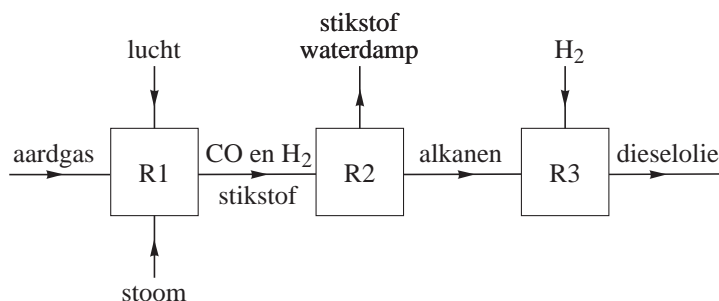 stikstof
lucht waterdamp H₂
aardgas R1 CO en H₂ R2 alkanen R3 dieselolie
stikstof
stoom